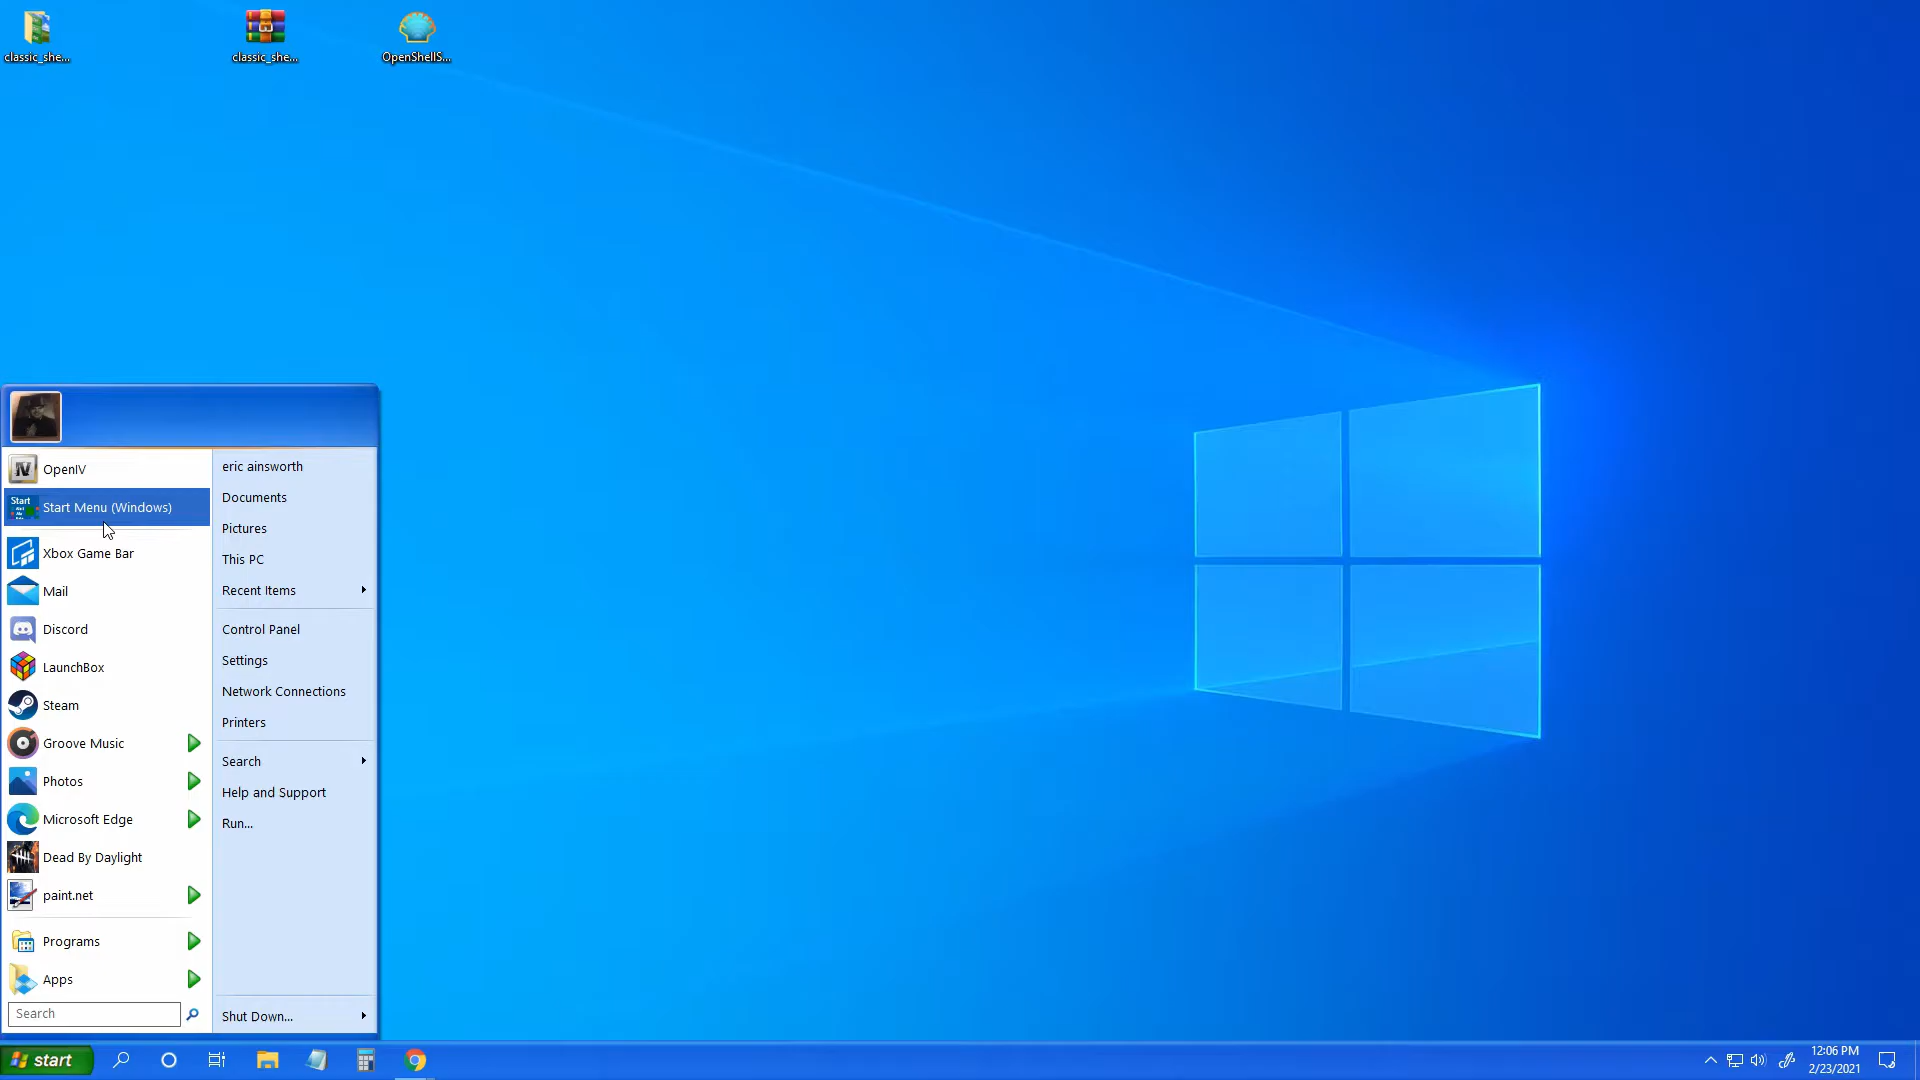 classic_she...
classic_she...
OpenShellS...
OpenIV
Start
Start Menu (Windows)
Xbox Game Bar
Mail
Discord
LaunchBox
Steam
Groove Music
Photos
Microsoft Edge
Dead By Daylight
paint.net
Programs
Apps
Search
eric ainsworth
Documents
Pictures
This PC
Recent Items
Control Panel
Settings
Network Connections
Printers
Search
Help and Support
Run...
Shut Down...
start
12:06 PM
2/23/2021